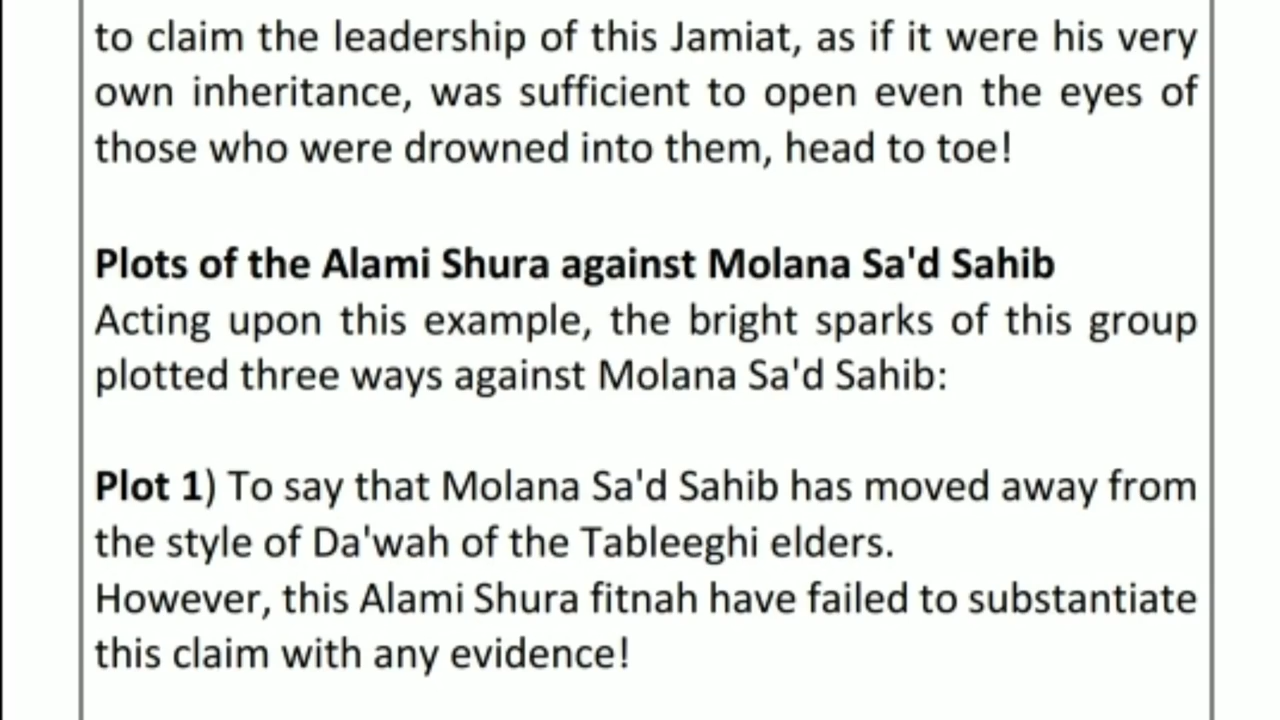 to claim the leadership of this Jamiat, as if it were his very
own inheritance, was sufficient to open even the eyes of
those who were drowned into them, head to toe!
Plots of the Alami Shura against Molana Sa'd Sahib
Acting upon this example, the bright sparks of this group
plotted three ways against Molana Sa'd Sahib:
Plot 1) To say that Molana Sa'd Sahib has moved away from
the style of Da'wah of the Tableeghi elders.
However, this Alami Shura fitnah have failed to substantiate
this claim with any evidence!